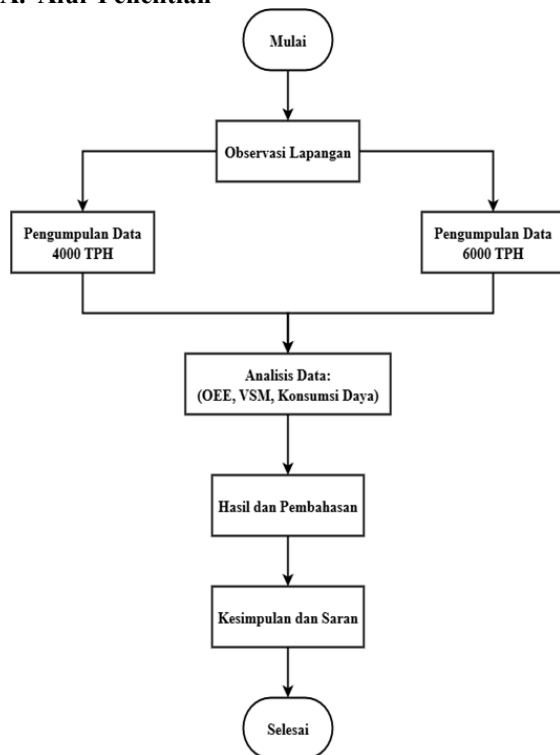 A. Alur Penelitian
Mulai
Observasi Lapangan
Pengumpulan Data
4000 TPH
Pengumpulan Data
6000 TPH
Analisis Data:
(OEE, VSM, Konsumsi Daya)
Hasil dan Pembahasan
Kesimpulan dan Saran
Selesai